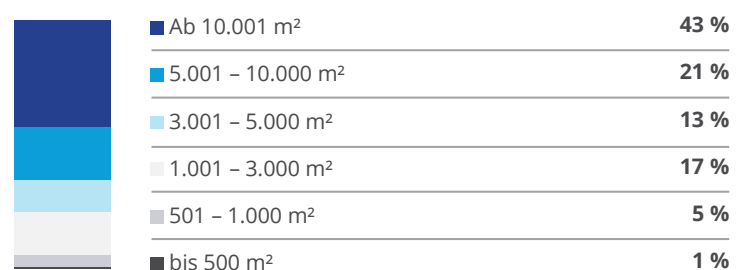 Ab 10.001 m² 43 %
5.001 – 10.000 m² 21 %
3.001 – 5.000 m² 13 %
1.001 – 3.000 m² 17 %
501 – 1.000 m² 5 %
bis 500 m² 1 %